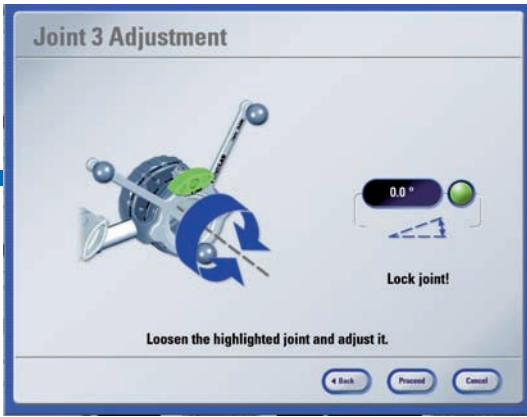 Joint 3 Adjustment
0.0 °
Lock joint!
Loosen the highlighted joint and adjust it.
Back
Proceed
Cancel